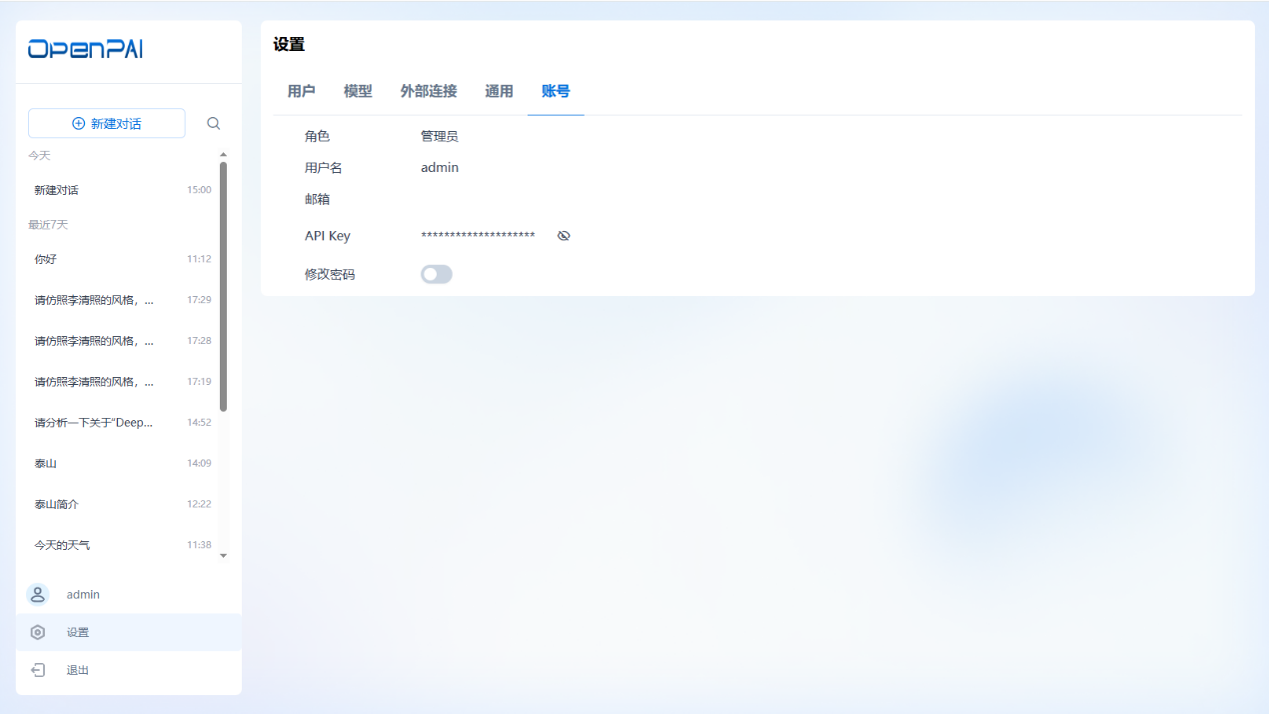 OpenPAI
新建对话
今天
新建对话 15:00
最近7天
你好 11:12
请仿照李清照的风格，... 17:29
请仿照李清照的风格，... 17:28
请仿照李清照的风格，... 17:19
请分析一下关于"Deep... 14:52
泰山 14:09
泰山简介 12:22
今天的天气 11:38
admin
设置
退出
设置
用户 模型 外部连接 通用 账号
角色 管理员
用户名 admin
邮箱
API Key ********************
修改密码